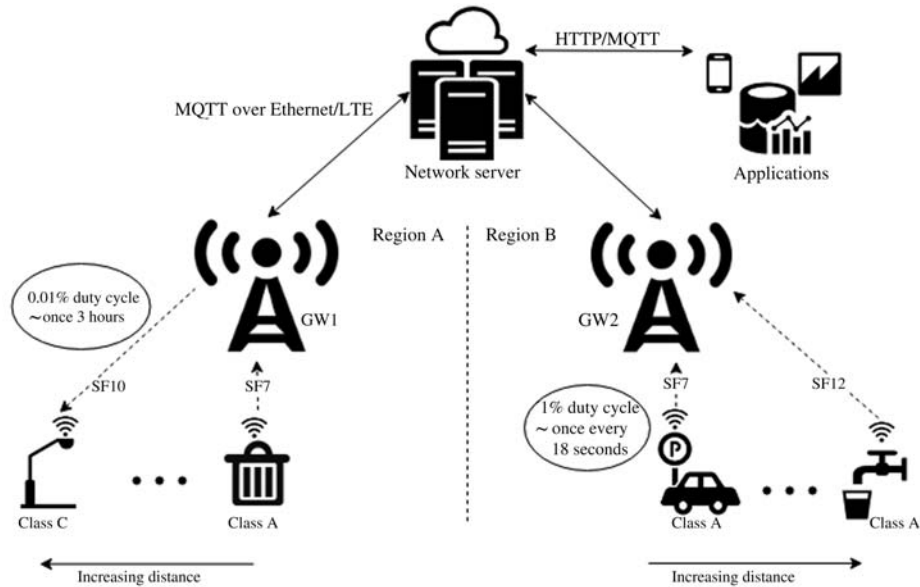 HTTP/MQTT
MQTT over Ethernet/LTE
Network server
Applications
Region A
Region B
0.01% duty cycle
~once 3 hours
GW1
GW2
SF10
SF7
SF7
SF12
1% duty cycle
~ once every
18 seconds
P
Class C
Class A
Class A
Class A
Increasing distance
Increasing distance